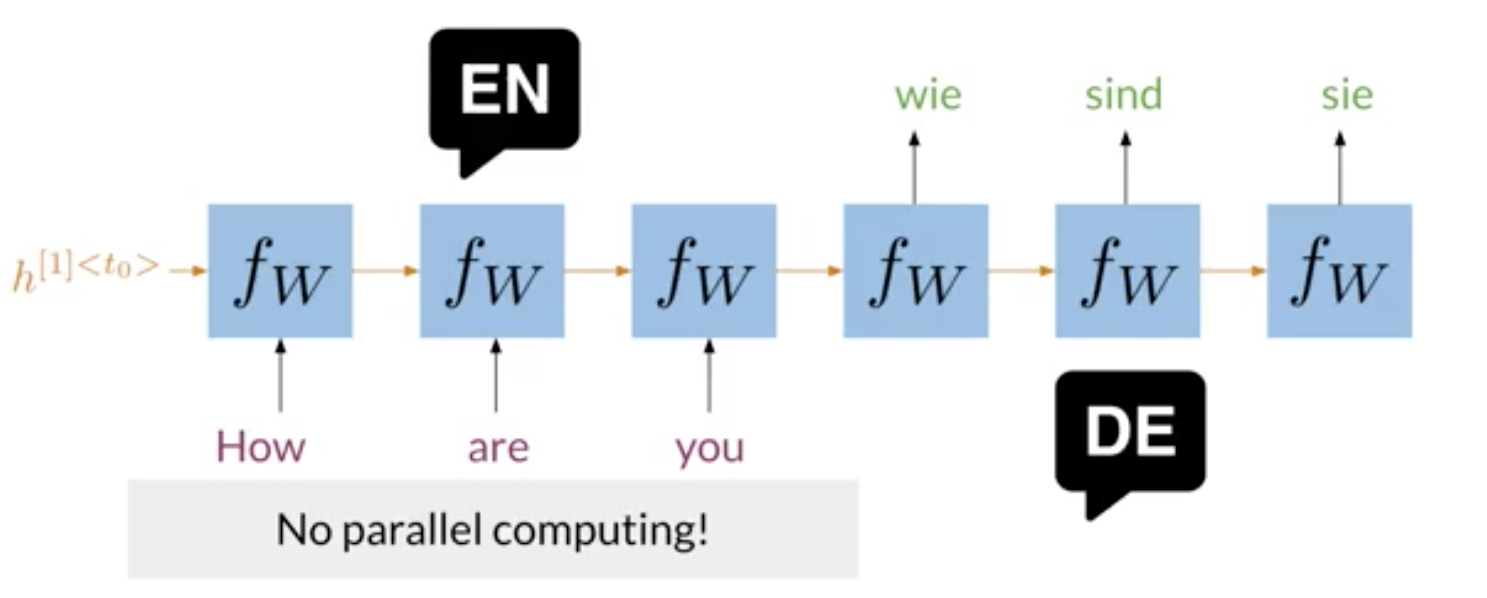 EN
wie sind sie
h^{[1]<t_0>} f_W f_W f_W f_W f_W f_W
How are you
DE
No parallel computing!